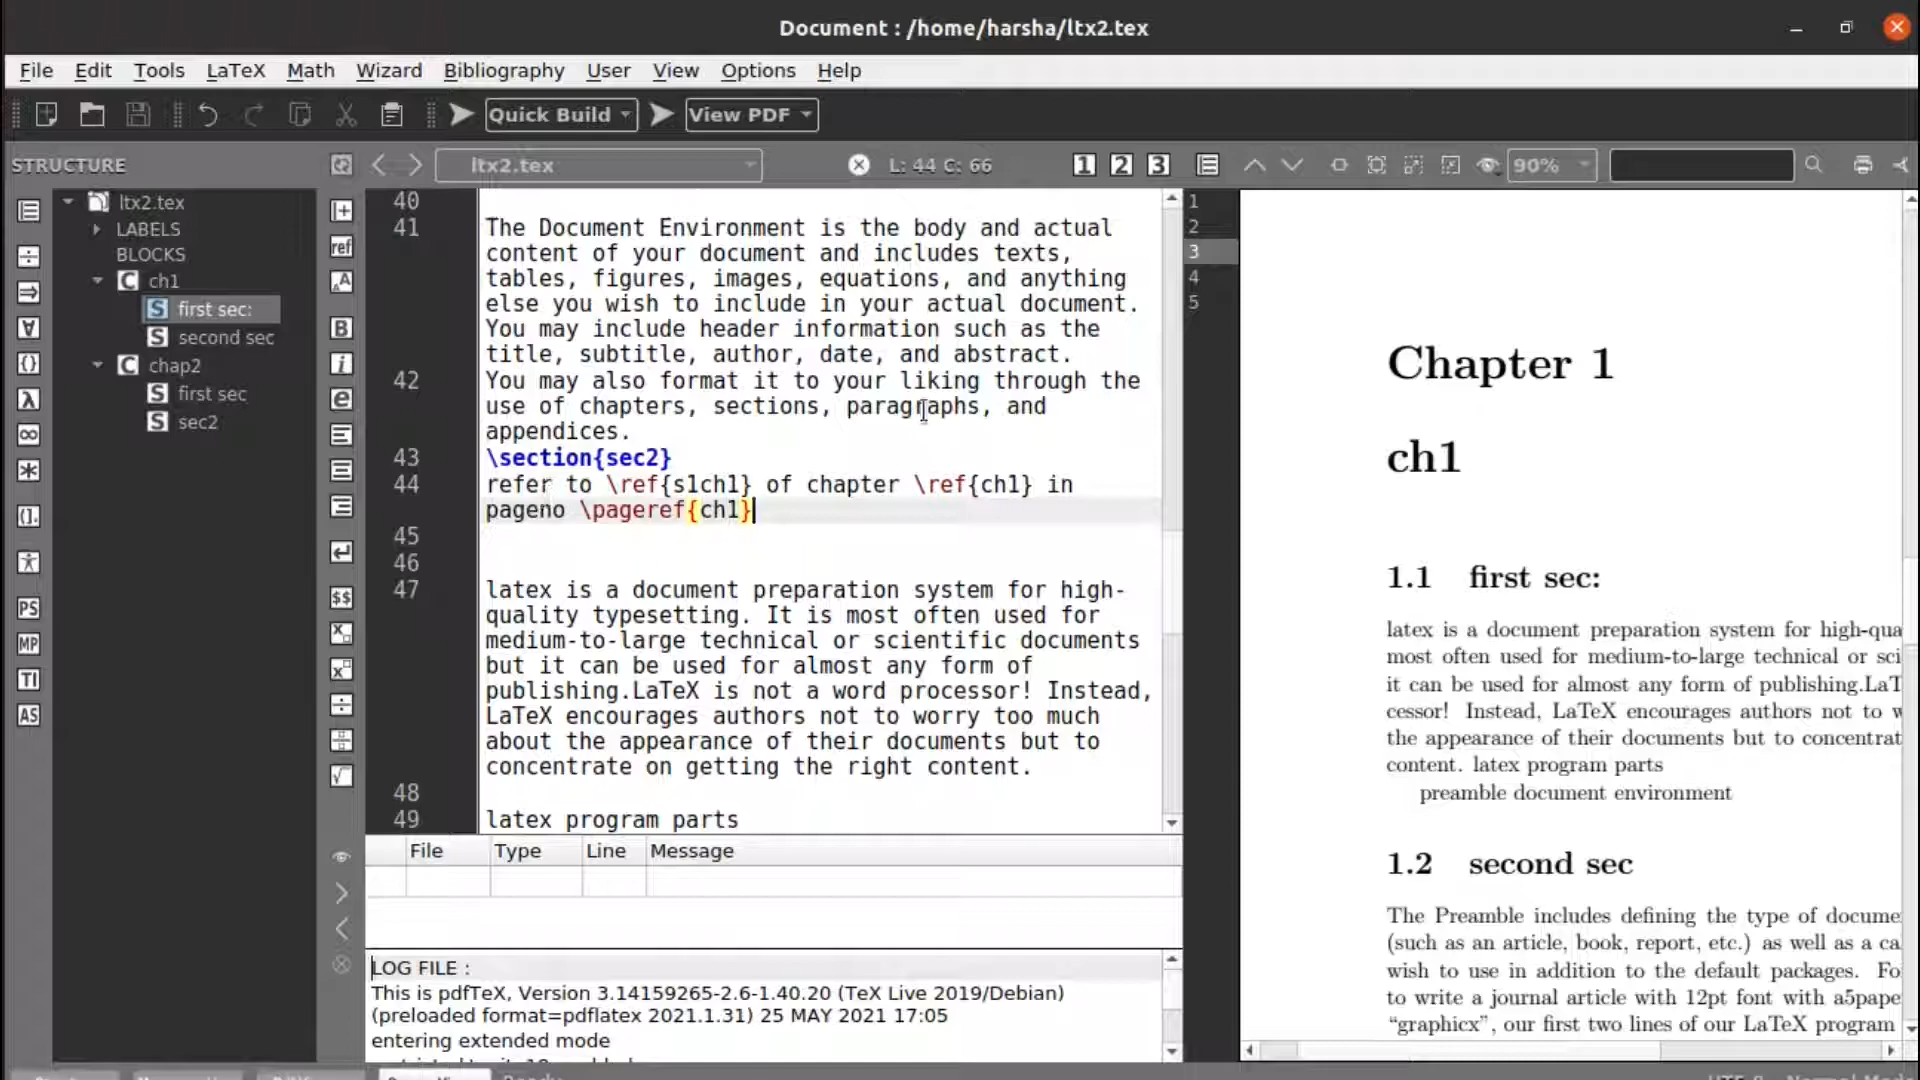 Document : /home/harsha/ltx2.tex
File Edit Tools LaTeX Math Wizard Bibliography User View Options Help
Quick Build View PDF
STRUCTURE
ltx2.tex
L: 44 C: 66
1 2 3
90%
ltx2.tex
LABELS
BLOCKS
C ch1
S first sec:
S second sec
C chap2
S first sec
S sec2
{}
λ
∞
PS
MP
TI
AS
ref
B
i
e
$$
40
41 The Document Environment is the body and actual
content of your document and includes texts,
tables, figures, images, equations, and anything
else you wish to include in your actual document.
You may include header information such as the
title, subtitle, author, date, and abstract.
42 You may also format it to your liking through the
use of chapters, sections, paragraphs, and
appendices.
43 \section{sec2}
44 refer to \ref{s1ch1} of chapter \ref{ch1} in
pageno \pageref{ch1}
45
46
47 latex is a document preparation system for high-
quality typesetting. It is most often used for
medium-to-large technical or scientific documents
but it can be used for almost any form of
publishing.LaTeX is not a word processor! Instead,
LaTeX encourages authors not to worry too much
about the appearance of their documents but to
concentrate on getting the right content.
48
49 latex program parts
File Type Line Message
LOG FILE :
This is pdfTeX, Version 3.14159265-2.6-1.40.20 (TeX Live 2019/Debian)
(preloaded format=pdflatex 2021.1.31) 25 MAY 2021 17:05
entering extended mode
1
2
3
4
5
Chapter 1
ch1
1.1 first sec:
latex is a document preparation system for high-qua
most often used for medium-to-large technical or sci
it can be used for almost any form of publishing.LaT
cessor! Instead, LaTeX encourages authors not to w
the appearance of their documents but to concentrat
content. latex program parts
preamble document environment
1.2 second sec
The Preamble includes defining the type of docume
(such as an article, book, report, etc.) as well as a ca
wish to use in addition to the default packages. Fo
to write a journal article with 12pt font with a5pape
“graphicx”, our first two lines of our LaTeX program